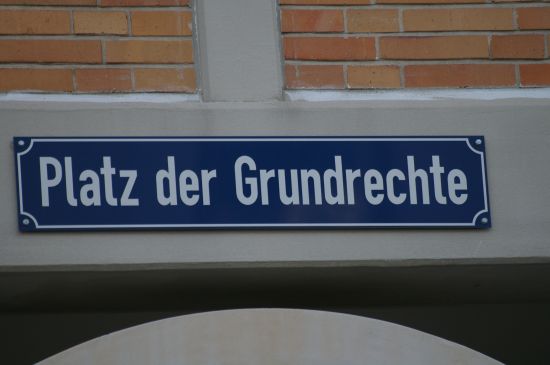 Platz der Grundrechte